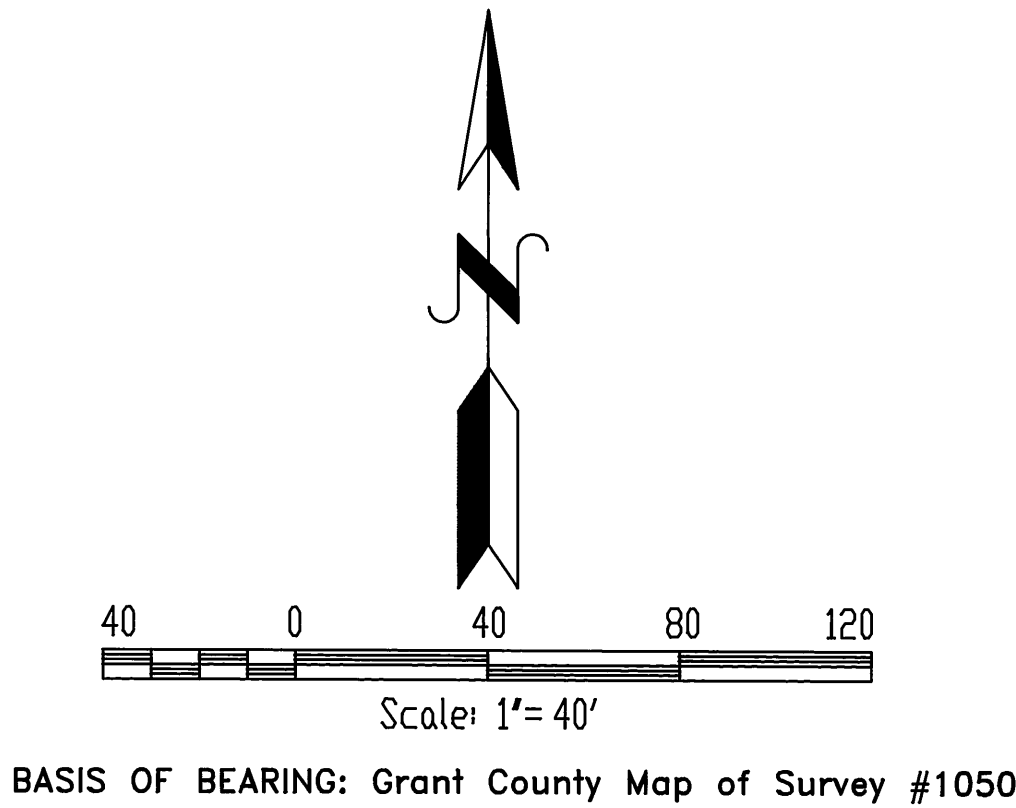 N
40 0 40 80 120
Scale: 1"= 40'
BASIS OF BEARING: Grant County Map of Survey #1050